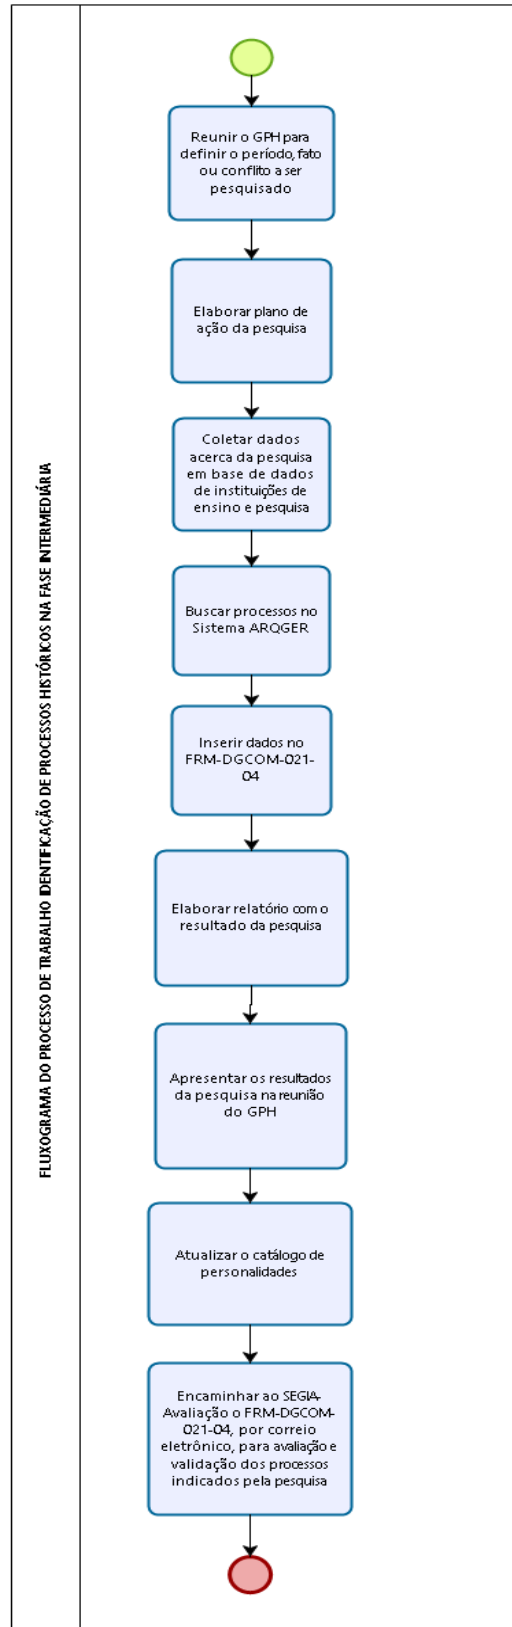 FLUXOGRAMA DO PROCESSO DE TRABALHO IDENTIFICAÇÃO DE PROCESSOS HISTÓRICOS NA FASE INTERMEDIÁRIA
Reunir o GPH para
definir o período, fato
ou conflito a ser
pesquisado
Elaborar plano de
ação da pesquisa
Coletar dados
acerca da pesquisa
em base de dados
de instituições de
ensino e pesquisa
Buscar processos no
Sistema ARQGER
Inserir dados no
FRM-DGCOM-021-
04
Elaborar relatório com o
resultado da pesquisa
Apresentar os resultados
da pesquisa na reunião
do GPH
Atualizar o catálogo de
personalidades
Encaminhar ao SEGIA-
Avaliação o FRM-DGCOM-
021-04, por correio
eletrônico, para avaliação e
validação dos processos
indicados pela pesquisa